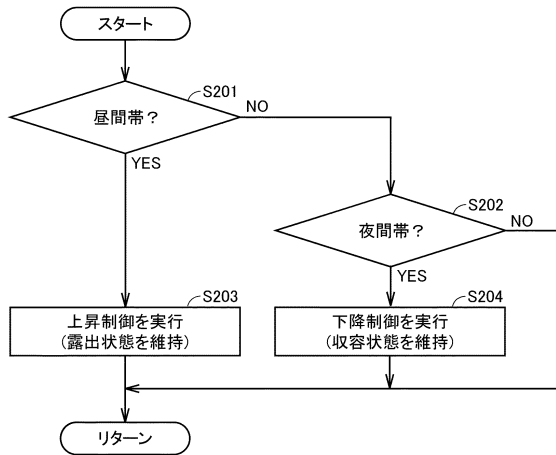 スタート
S201
昼間帯?
NO
YES
S202
夜間帯?
NO
YES
S203
上昇制御を実行
(露出状態を維持)
S204
下降制御を実行
(収容状態を維持)
リターン